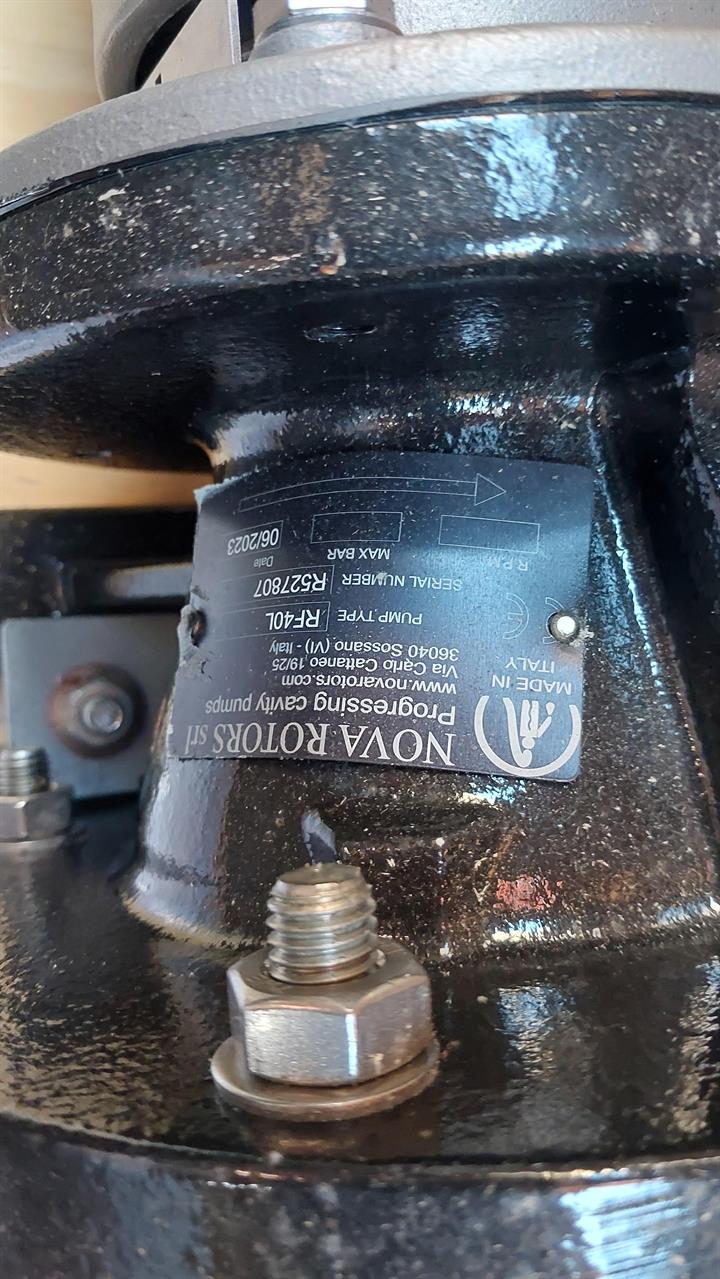 NOVA ROTORS srl
Progressing cavity pumps
www.novarotors.com
Via Carlo Cattaneo 19/25
36040 Sossano (VI) - Italy
MADE IN
ITALY
PUMP TYPE RF40L
CE
SERIAL NUMBER R527807
R.P.M. MAX BAR Date
06/2023